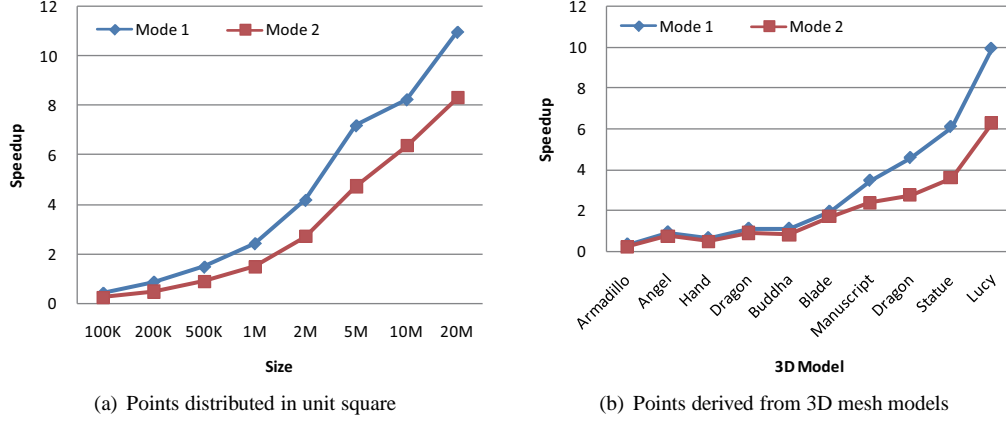 12
10
8
6
4
2
0
Speedup
Mode 1
Mode 2
100K 200K 500K 1M 2M 5M 10M 20M
Size
(a) Points distributed in unit square
12
10
8
6
4
2
0
Speedup
Mode 1
Mode 2
Armadillo
Angel
Hand
Dragon
Buddha
Blade
Manuscript
Dragon
Statue
Lucy
3D Model
(b) Points derived from 3D mesh models